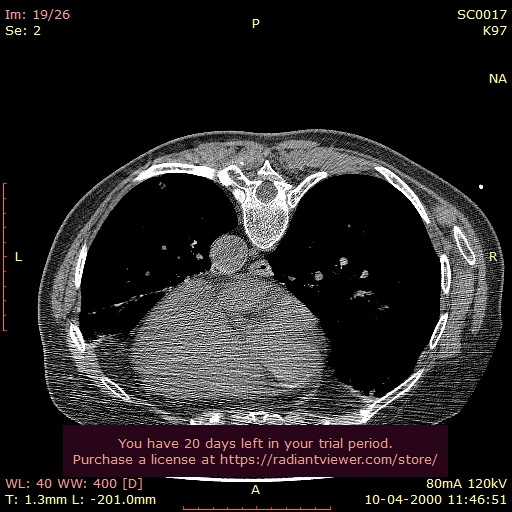 Im: 19/26
Se: 2
P
SC0017
K97
NA
L
R
You have 20 days left in your trial period.
Purchase a license at https://radiantviewer.com/store/
WL: 40 WW: 400 [D]
T: 1.3mm L: -201.0mm
A
80mA 120kV
10-04-2000 11:46:51